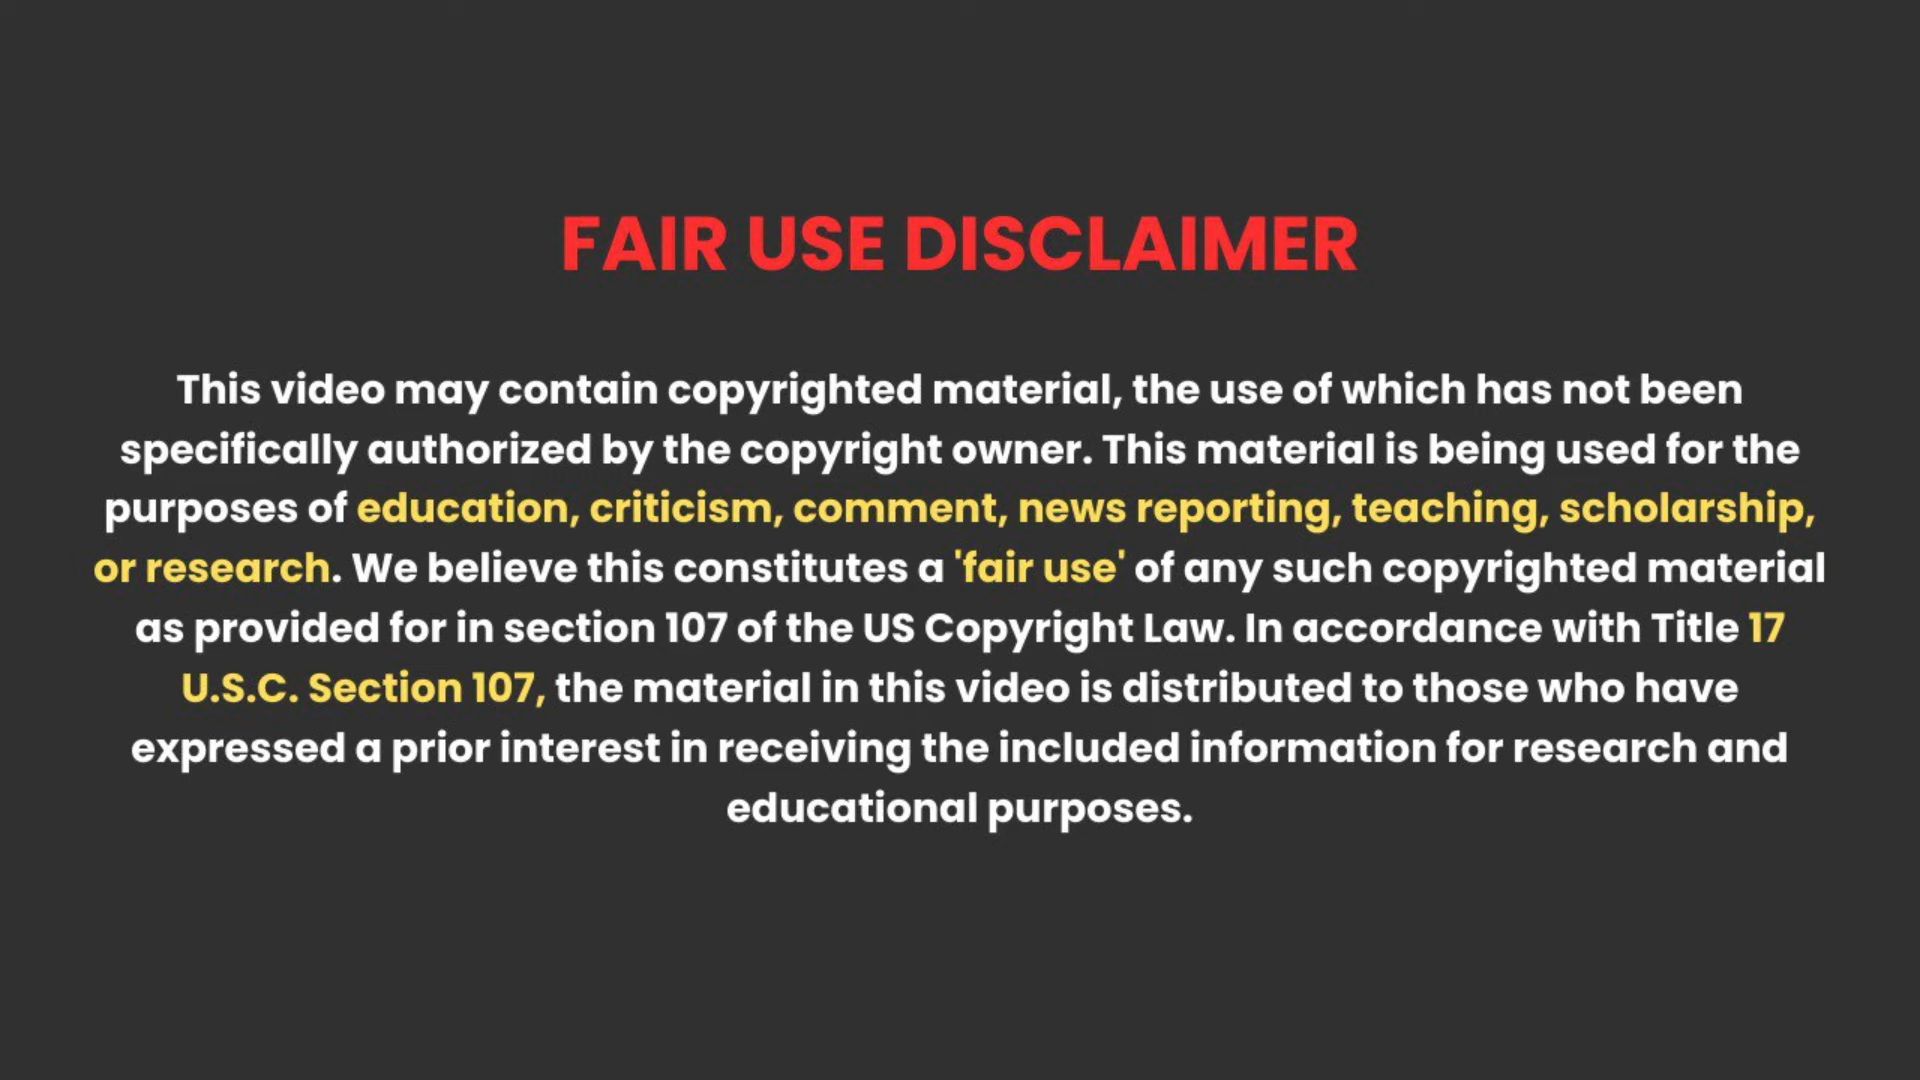 FAIR USE DISCLAIMER
This video may contain copyrighted material, the use of which has not been
specifically authorized by the copyright owner. This material is being used for the
purposes of education, criticism, comment, news reporting, teaching, scholarship,
or research. We believe this constitutes a 'fair use' of any such copyrighted material
as provided for in section 107 of the US Copyright Law. In accordance with Title 17
U.S.C. Section 107, the material in this video is distributed to those who have
expressed a prior interest in receiving the included information for research and
educational purposes.